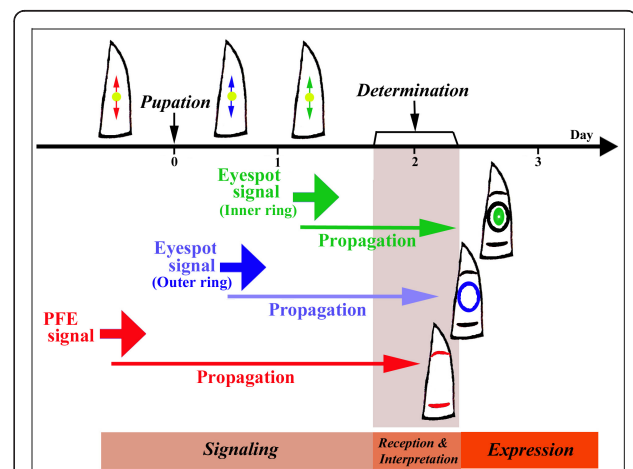 Pupation
Determination
Day
0
1
2
3
Eyespot
signal
(Inner ring)
Propagation
Eyespot
signal
(Outer ring)
Propagation
PFE
signal
Propagation
Signaling
Reception &
Interpretation
Expression